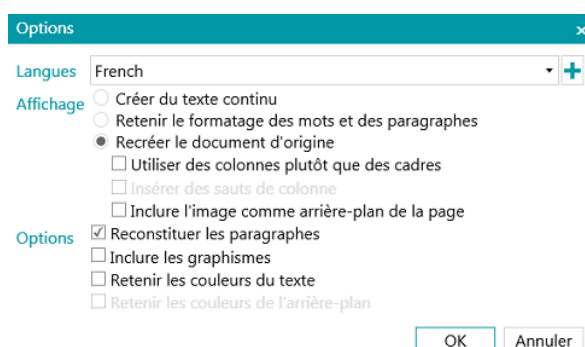 Options
Langues French
Affichage Créer du texte continu
Retenir le formatage des mots et des paragraphes
Recréer le document d'origine
Utiliser des colonnes plutôt que des cadres
Insérer des sauts de colonne
Inclure l'image comme arrière-plan de la page
Options Reconstituer les paragraphes
Inclure les graphismes
Retenir les couleurs du texte
Retenir les couleurs de l'arrière-plan
OK Annuler